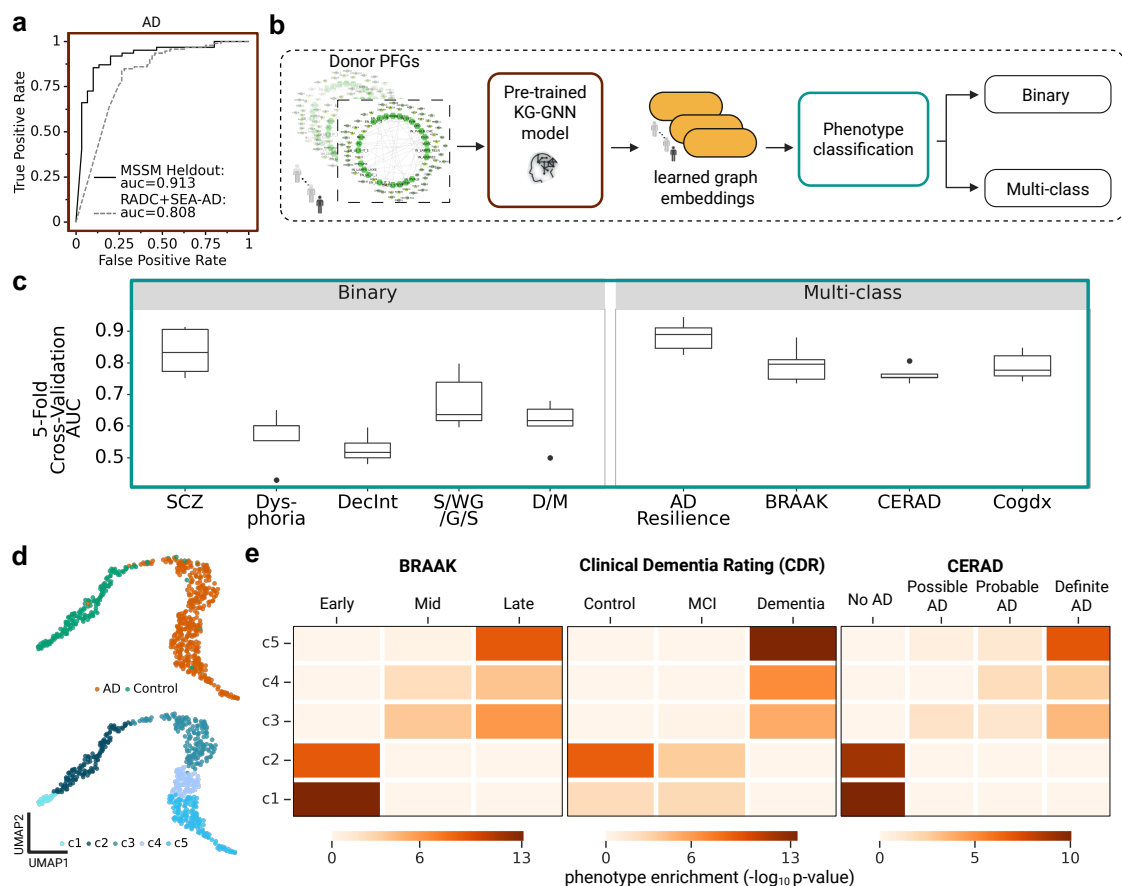 a
AD
True Positive Rate
1
0.75
0.50
0.25
0
MSSM Heldout:
auc=0.913
RADC+SEA-AD:
auc=0.808
0 0.25 0.50 0.75 1
False Positive Rate
b
Donor PFGs
Pre-trained
KG-GNN
model
learned graph
embeddings
Phenotype
classification
Binary
Multi-class
c
Binary
Multi-class
5-Fold
Cross-Validation
AUC
0.9
0.8
0.7
0.6
0.5
SCZ
Dys-
phoria
DecInt
S/WG
/G/S
D/M
AD
Resilience
BRAAK
CERAD
Cogdx
d
AD Control
UMAP2
UMAP1
c1 c2 c3 c4 c5
e
BRAAK
Early Mid Late
Clinical Dementia Rating (CDR)
Control MCI Dementia
CERAD
No AD
Possible
AD
Probable
AD
Definite
AD
c5
c4
c3
c2
c1
0 6 13
0 6 13
0 5 10
phenotype enrichment (-log₁₀ p-value)